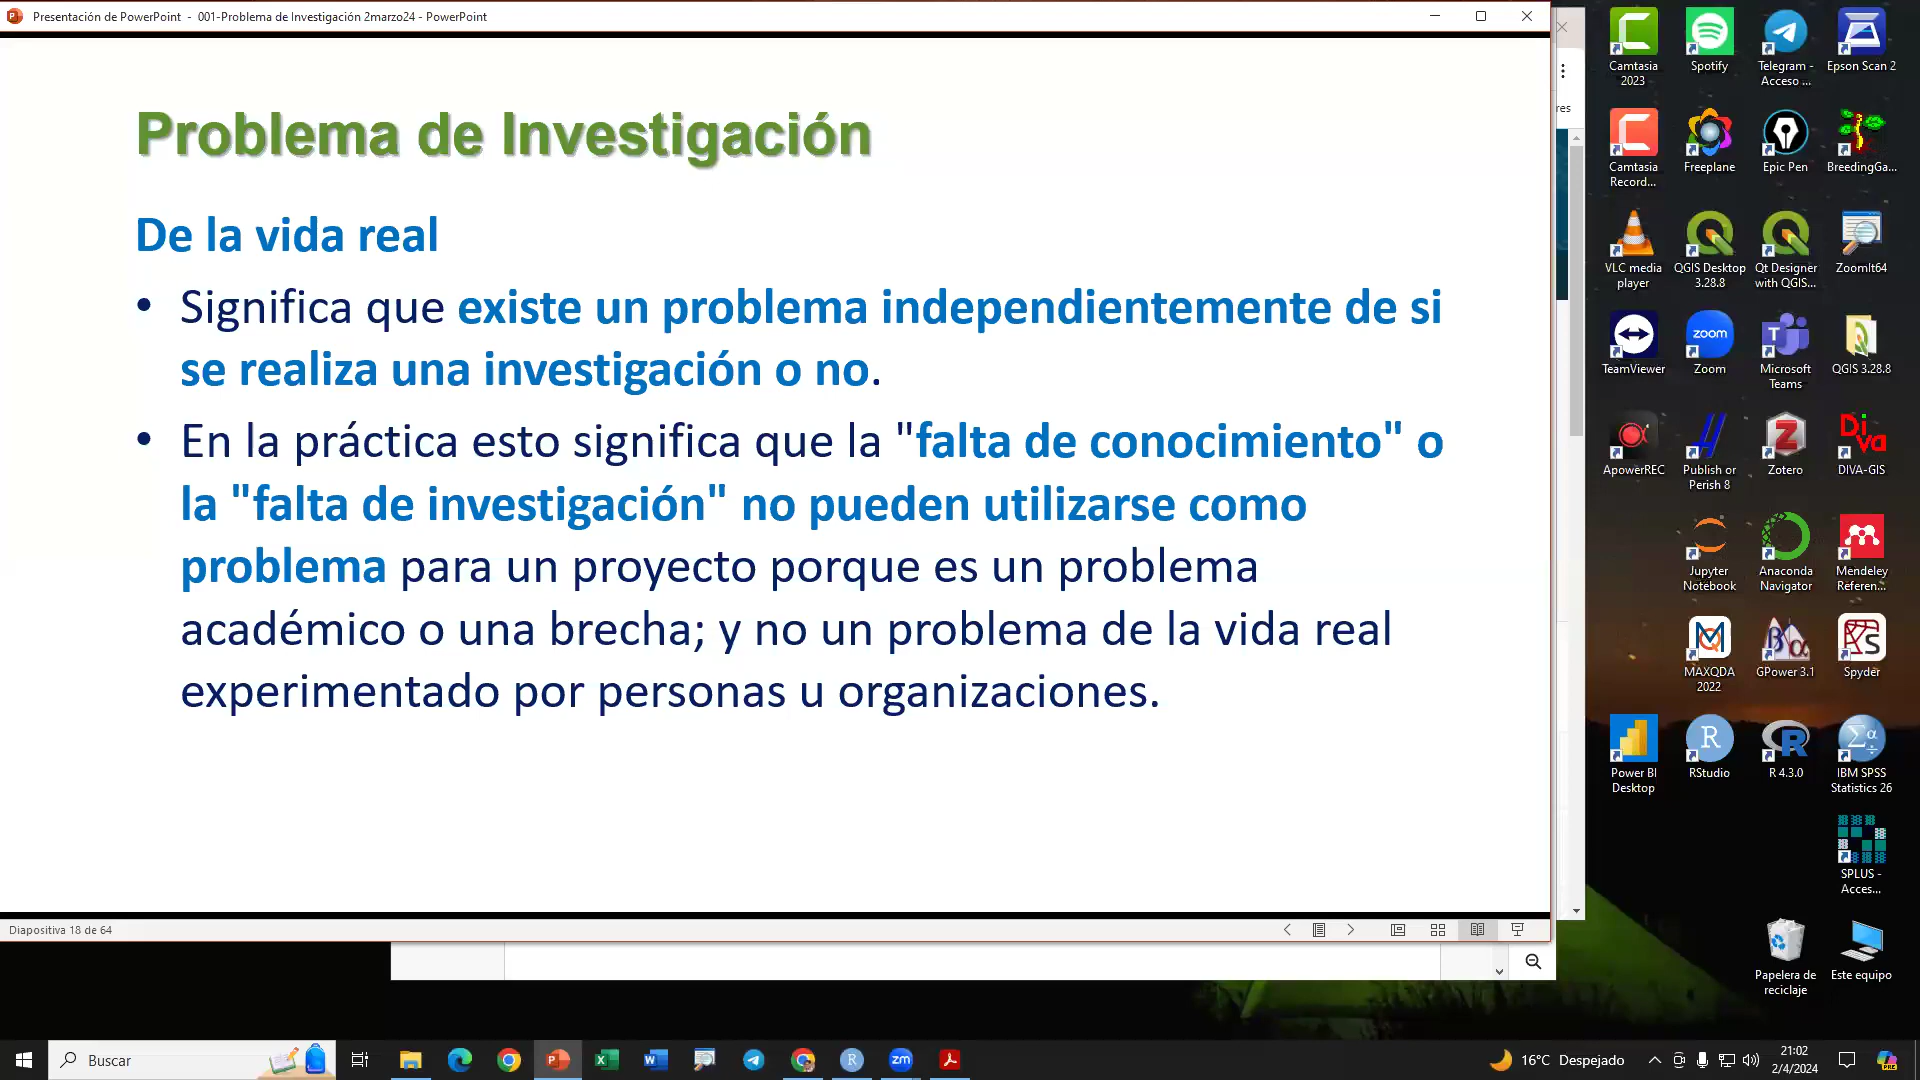 Presentación de PowerPoint - 001-Problema de Investigación 2marzo24 - PowerPoint
Problema de Investigación
De la vida real
• Significa que existe un problema independientemente de si
se realiza una investigación o no.
• En la práctica esto significa que la "falta de conocimiento" o
la "falta de investigación" no pueden utilizarse como
problema para un proyecto porque es un problema
académico o una brecha; y no un problema de la vida real
experimentado por personas u organizaciones.
Diapositiva 18 de 64
res
Camtasia
2023
Spotify
Telegram -
Acceso ...
Epson Scan 2
Camtasia
Record...
Freeplane
Epic Pen
BreedingGa...
VLC media
player
QGIS Desktop
3.28.8
Qt Designer
with QGIS...
ZoomIt64
zoom
TeamViewer
Zoom
Microsoft
Teams
QGIS 3.28.8
ApowerREC
Publish or
Perish 8
Zotero
Diva
DIVA-GIS
Jupyter
Notebook
Anaconda
Navigator
Mendeley
Referen...
MAXQDA
2022
GPower 3.1
Spyder
Power BI
Desktop
RStudio
R 4.3.0
IBM SPSS
Statistics 26
SPLUS -
Acces...
Papelera de
reciclaje
Este equipo
Buscar
zm
16°C Despejado
21:02
2/4/2024